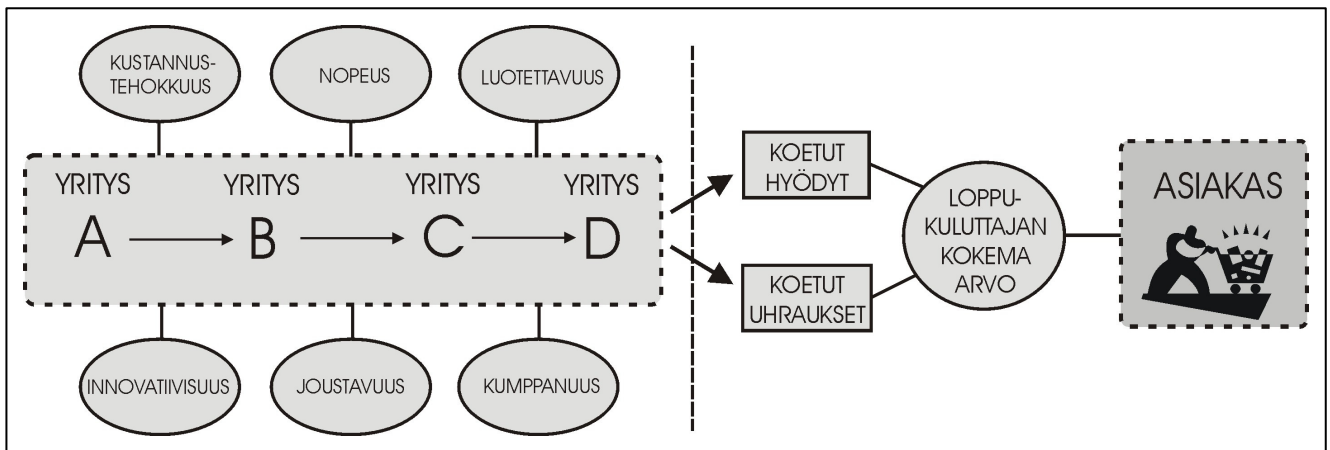 KUSTANNUS-
TEHOKKUUS
NOPEUS
LUOTETTAVUUS
YRITYS
A
YRITYS
B
YRITYS
C
YRITYS
D
INNOVATIIVISUUS
JOUSTAVUUS
KUMPPANUUS
KOETUT
HYÖDYT
KOETUT
UHRAUKSET
LOPPU-
KULUTTAJAN
KOKEMA
ARVO
ASIAKAS